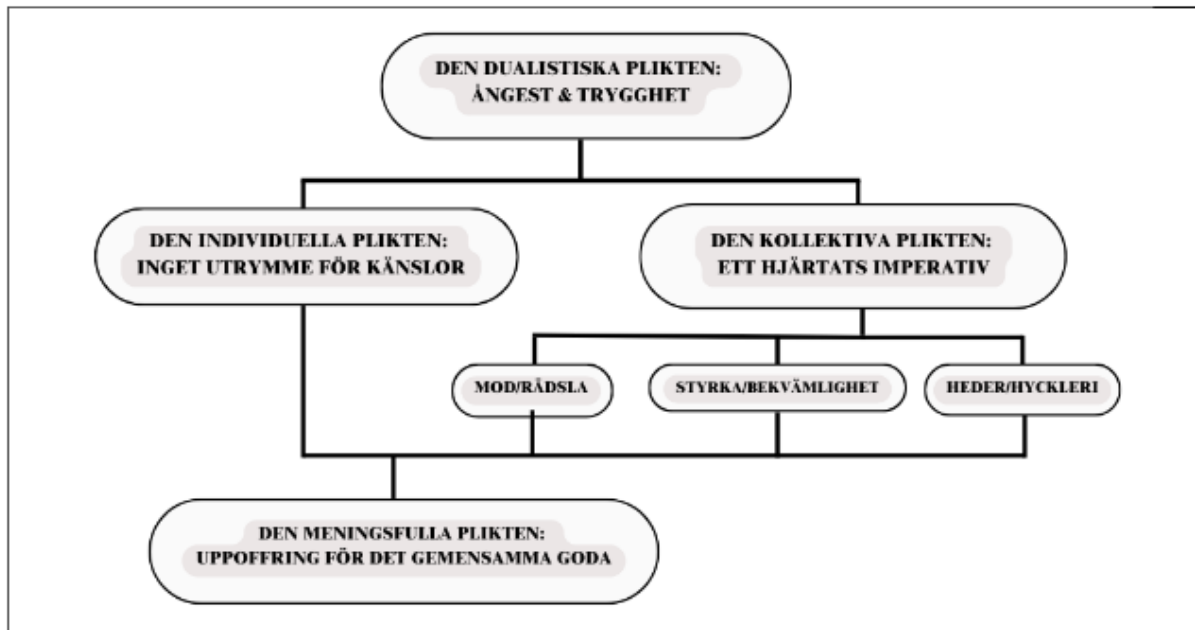 DEN DUALISTISKA PLIKTEN:
ÅNGEST & TRYGGHET
DEN INDIVIDUELLA PLIKTEN:
INGET UTRYMME FÖR KÄNSLOR
DEN KOLLEKTIVA PLIKTEN:
ETT HJÄRTATS IMPERATIV
MOD/RÄDSLA
STYRKA/BEKVÄMLIGHET
HEDER/HYCKLERI
DEN MENINGSFULLA PLIKTEN:
UPPOFFRING FÖR DET GEMENSAMMA GODA